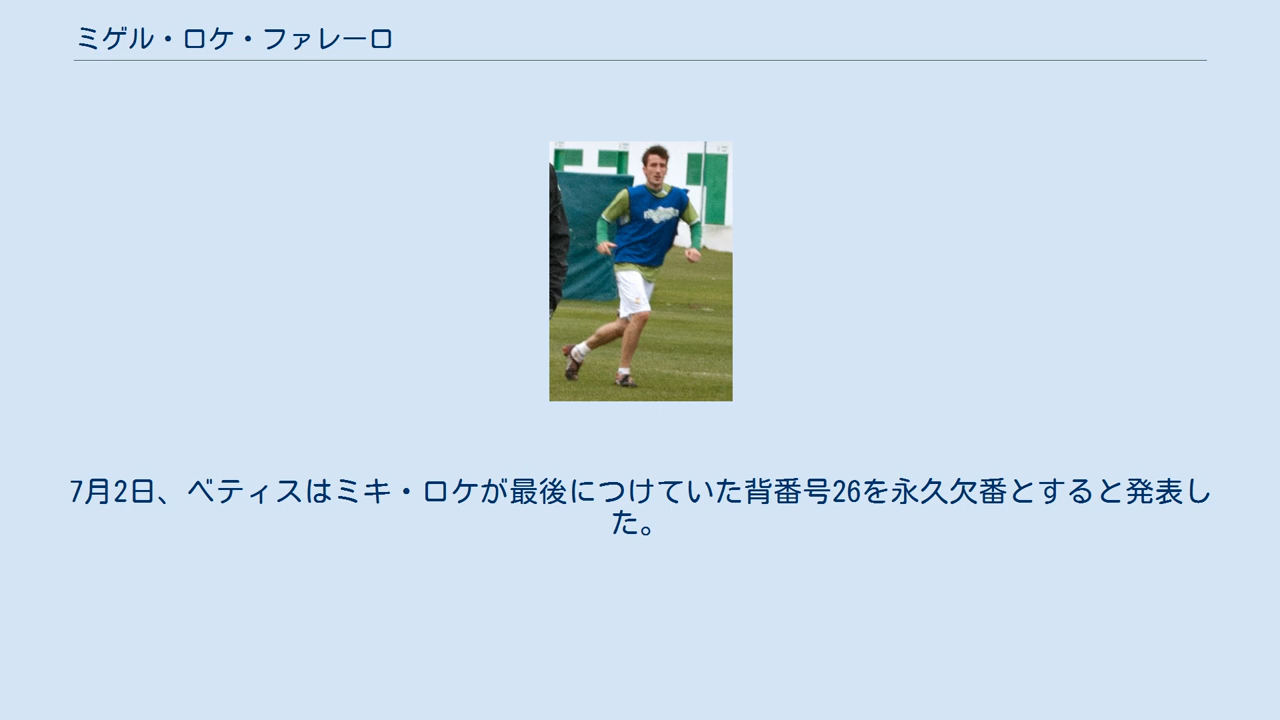 ミゲル・ロケ・ファレーロ
7月2日、ベティスはミキ・ロケが最後につけていた背番号26を永久欠番とすると発表し
た。